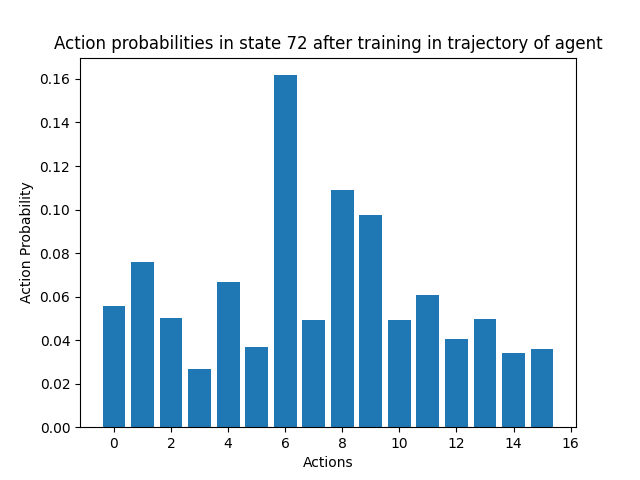 Action probabilities in state 72 after training in trajectory of agent
Action Probability
0.16
0.14
0.12
0.10
0.08
0.06
0.04
0.02
0.00
0 2 4 6 8 10 12 14 16
Actions